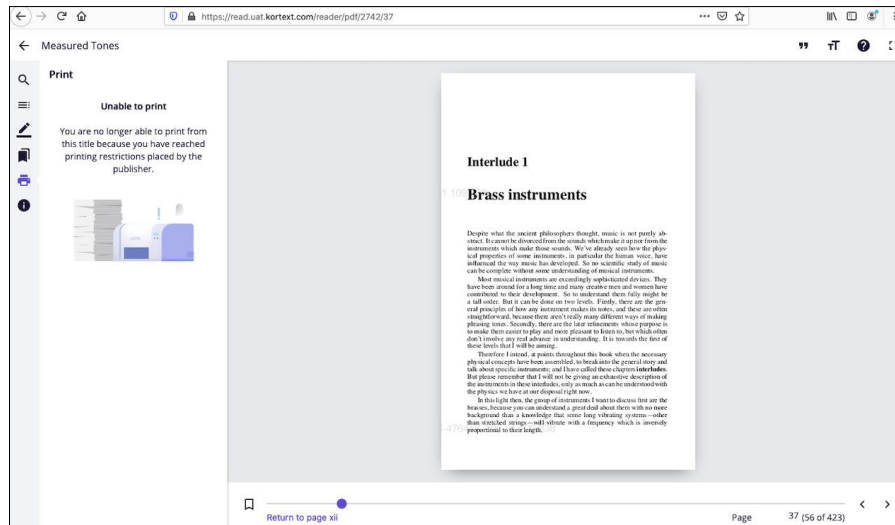 https://read.uat.kortext.com/reader/pdf/2742/37
Measured Tones
Print
Unable to print
You are no longer able to print from
this title because you have reached
printing restrictions placed by the
publisher.
Interlude 1
Brass instruments
Despite what the ancient philosophers thought, music is not purely ab-
stract. It cannot be divorced from the sounds which make it up nor from the
instruments which make those sounds. We've already seen how the phys-
ical properties of some instruments, in particular the human voice, have
influenced the way music has developed. So no scientific study of music
can be complete without some understanding of musical instruments.
Most musical instruments are exceedingly sophisticated devices. They
have been around for a long time and many creative men and women have
contributed to their development. So to understand them fully might be
a tall order. But it can be done on two levels. Firstly, there are the gen-
eral principles of how any instrument makes its notes, and these are often
straightforward, because there aren't really many different ways of making
pleasing tones. Secondly, there are the later refinements whose purpose is
to make them easier to play and more pleasant to listen to, but which often
don't involve any real advance in understanding. It is towards the first of
these levels that I will be aiming.
Therefore I intend, at points throughout this book when the necessary
physical concepts have been assembled, to break into the general story and
talk about specific instruments; and I have called these chapters interludes.
But please remember that I will not be giving an exhaustive description of
the instruments in these interludes, only as much as can be understood with
the physics we have at our disposal right now.
In this light then, the group of instruments I want to discuss first are the
brasses, because you can understand a great deal about them with no more
background than a knowledge that some long vibrating systems—other
than stretched strings—will vibrate with a frequency which is inversely
proportional to their length.
Return to page xii
Page 37 (56 of 423)